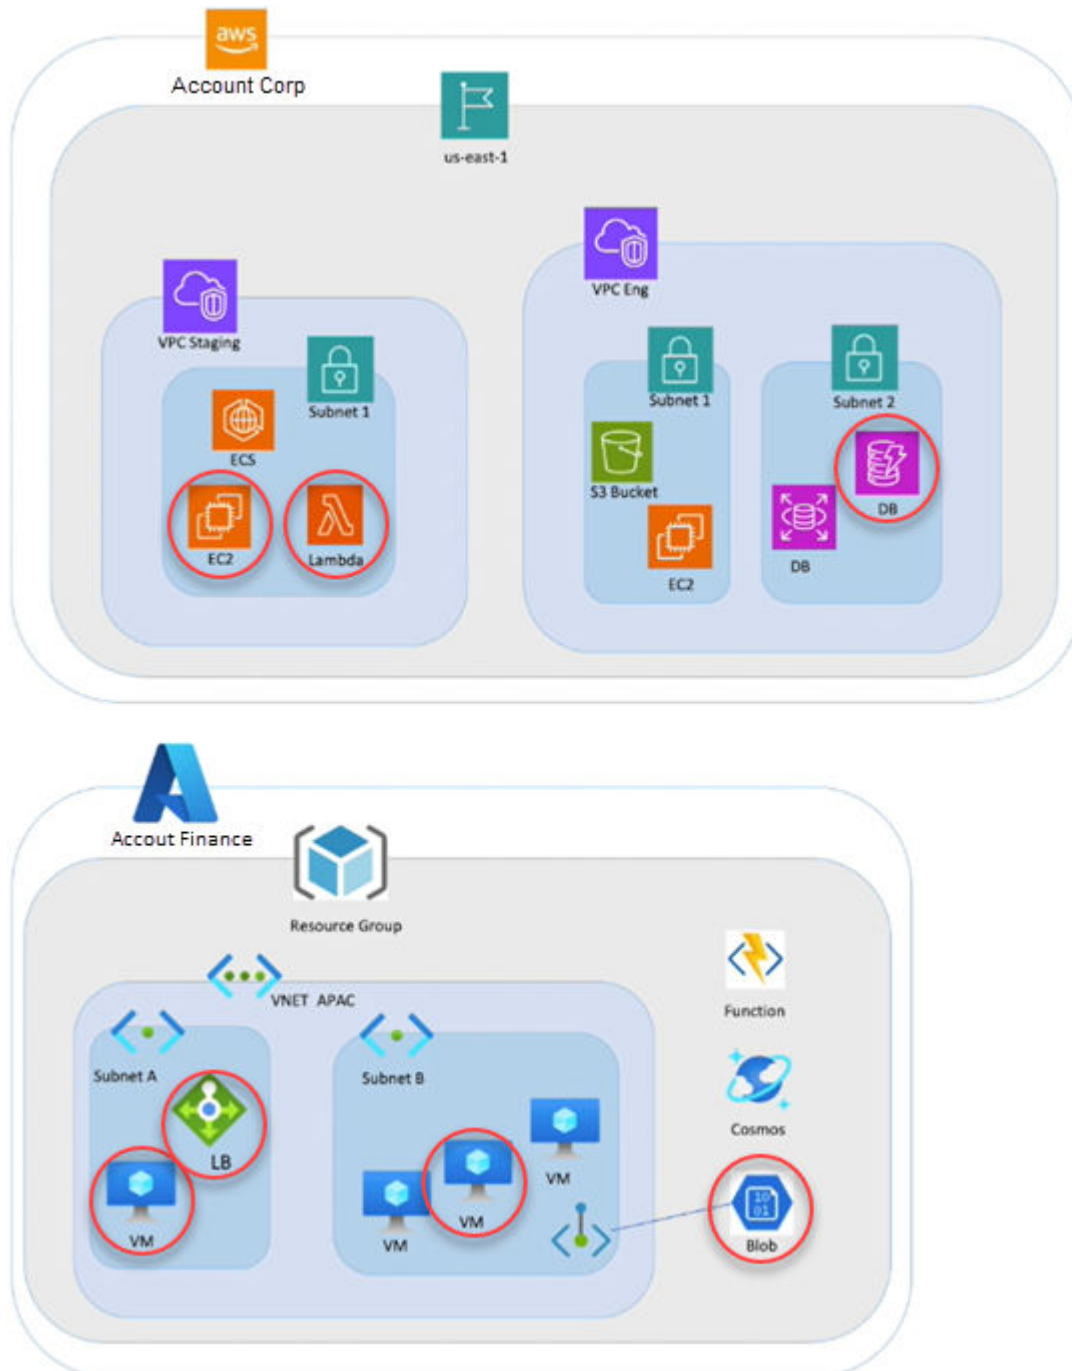 aws
Account Corp
us-east-1
VPC Staging
Subnet 1
ECS
EC2
Lambda
VPC Eng
Subnet 1
S3 Bucket
EC2
Subnet 2
DB
DB
Accout Finance
Resource Group
VNET APAC
Subnet A
LB
VM
Subnet B
VM
VM
VM
Function
Cosmos
10
01
Blob